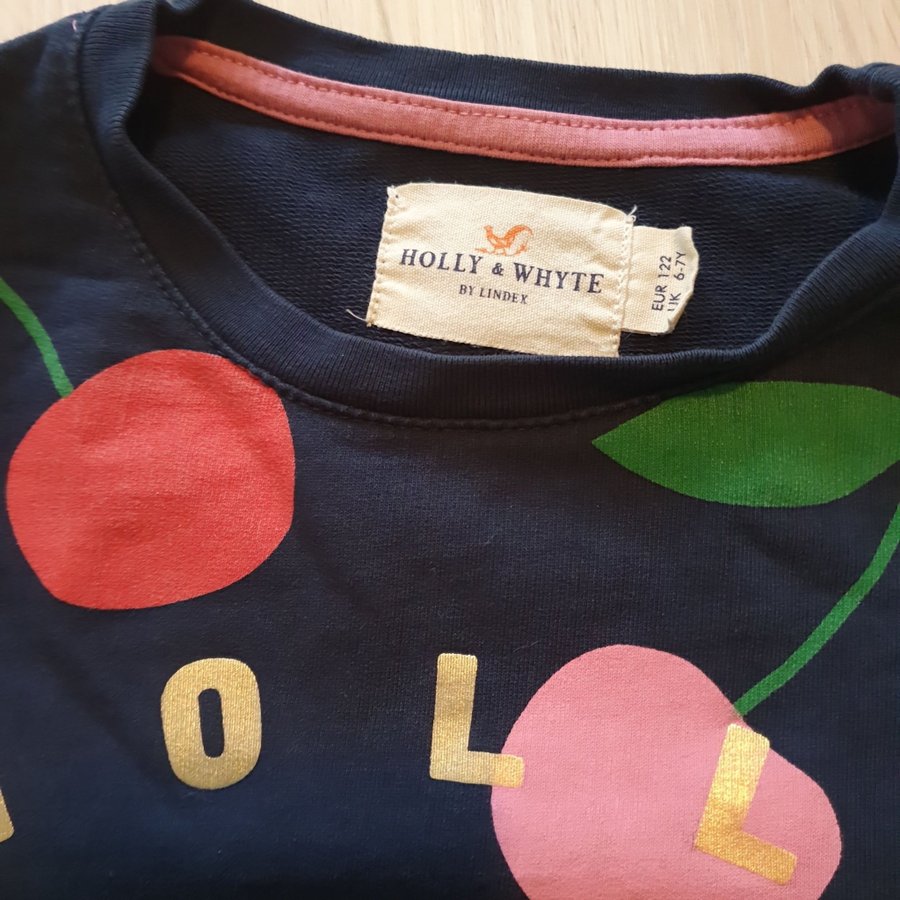 HOLLY & WHYTE
BY LINDEX
EUR 122
UK 6-7Y
OLL